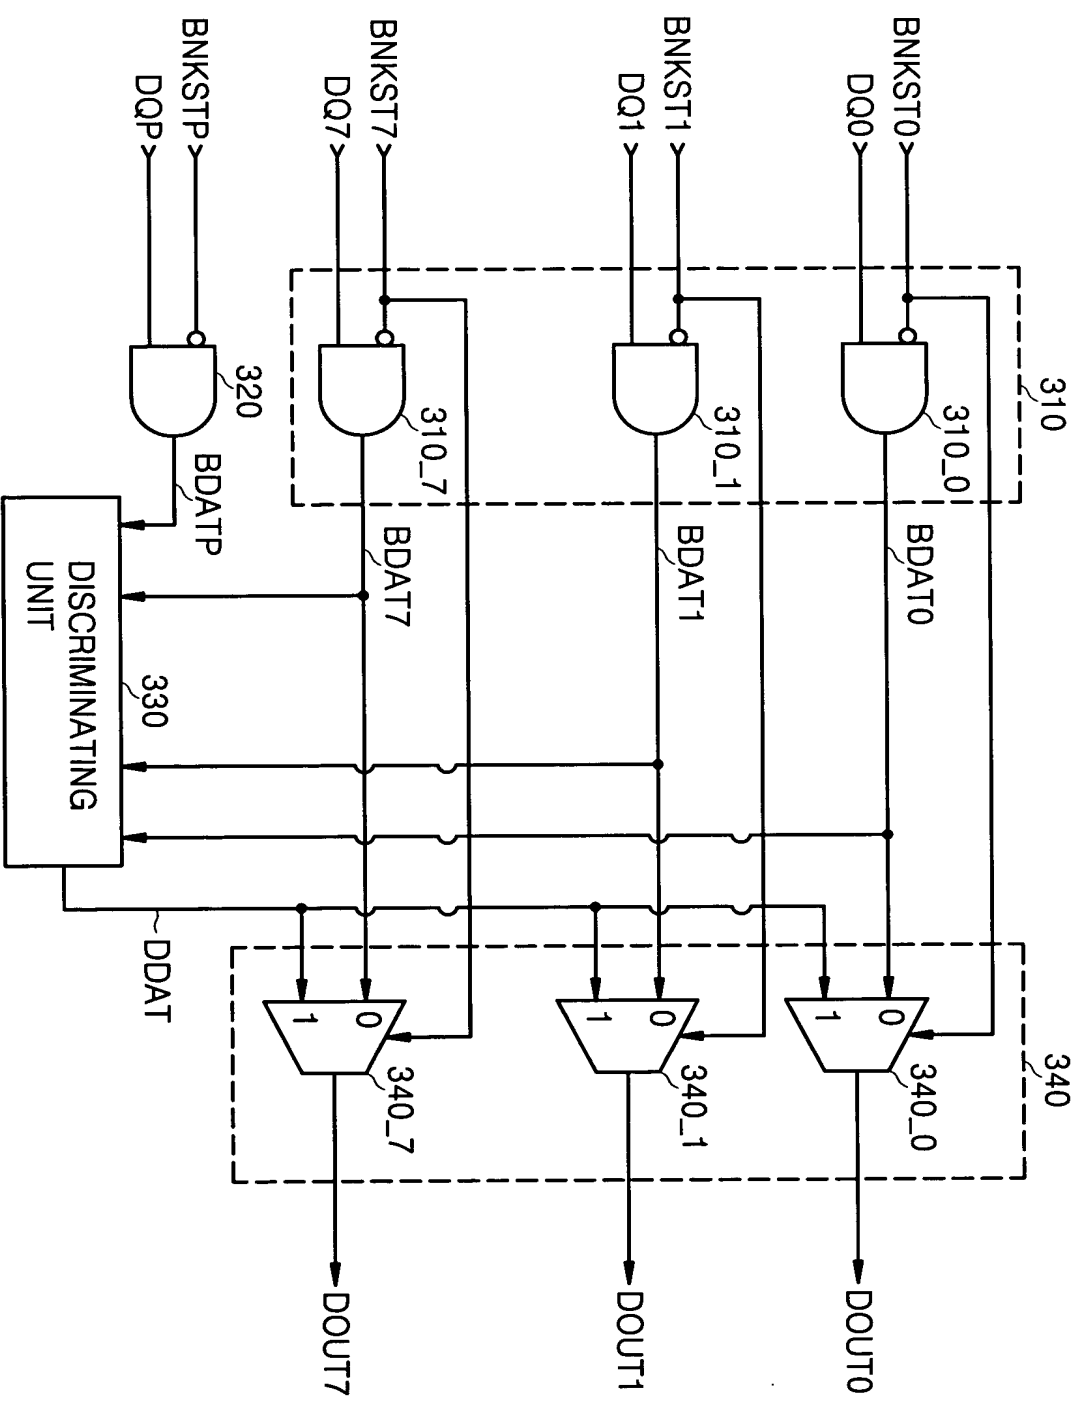 310
340
BNKST0
DQ0
310_0
BDAT0
0
1
340_0
DOUT0
BNKST1
DQ1
310_1
BDAT1
0
1
340_1
DOUT1
BNKST7
DQ7
310_7
BDAT7
0
1
340_7
DOUT7
BNKSTP
DQP
320
BDATP
330
DISCRIMINATING
UNIT
DDAT